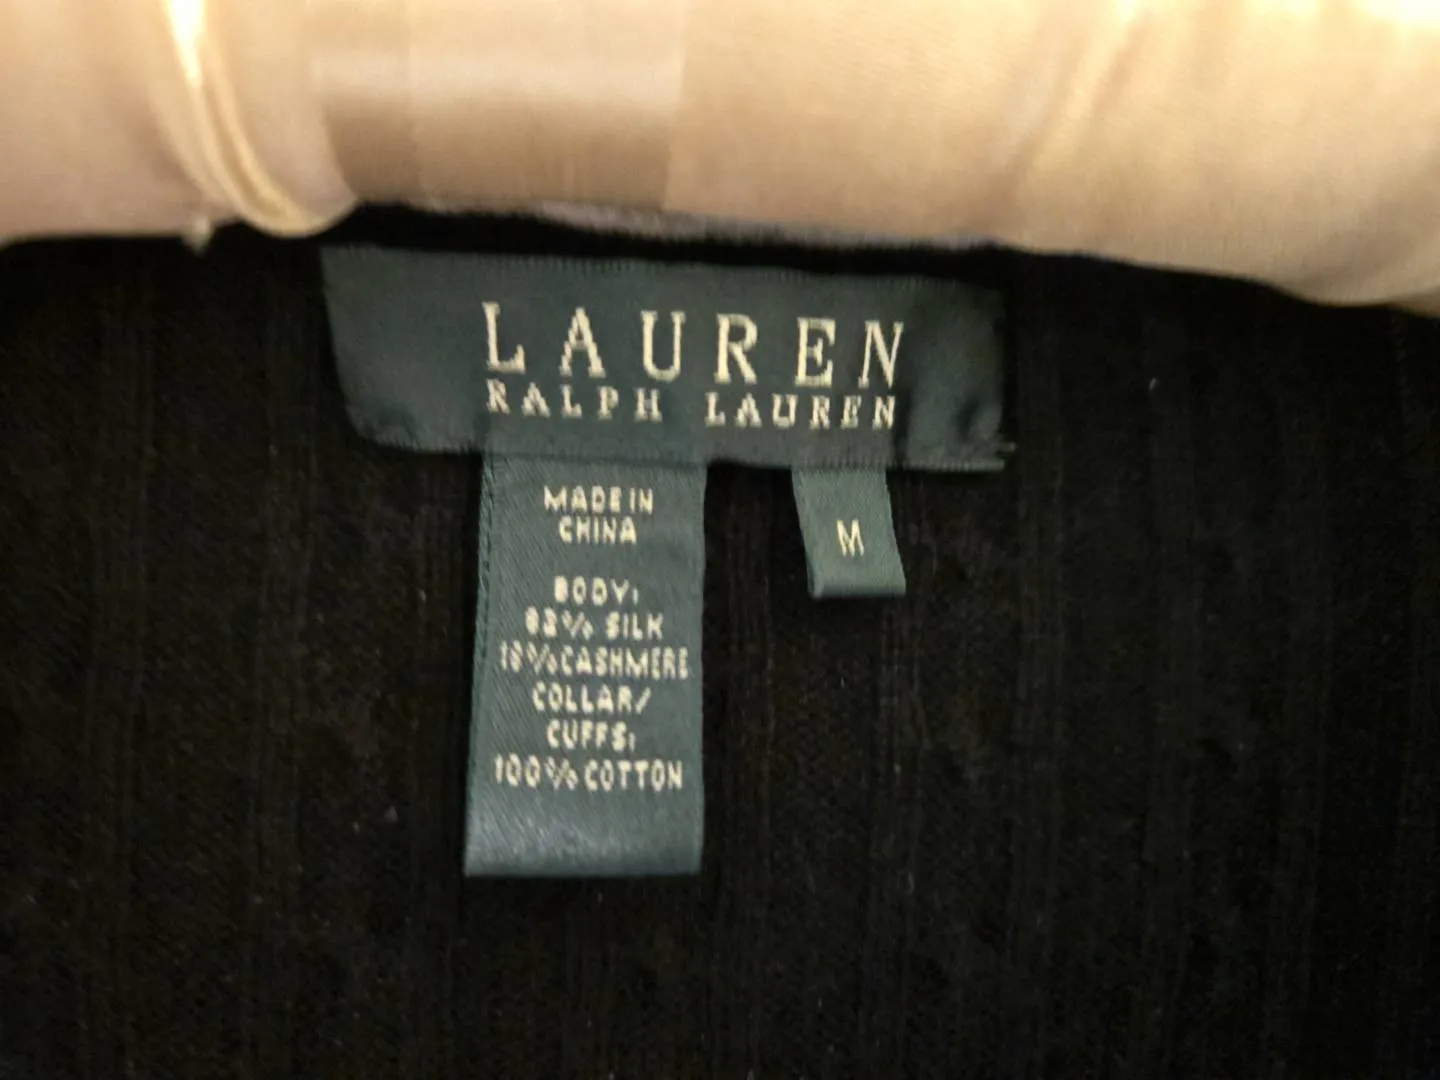 LAUREN
RALPH LAUREN
MADE IN
CHINA
M
BODY:
82% SILK
18% CASHMERE
COLLAR/
CUFFS:
100% COTTON